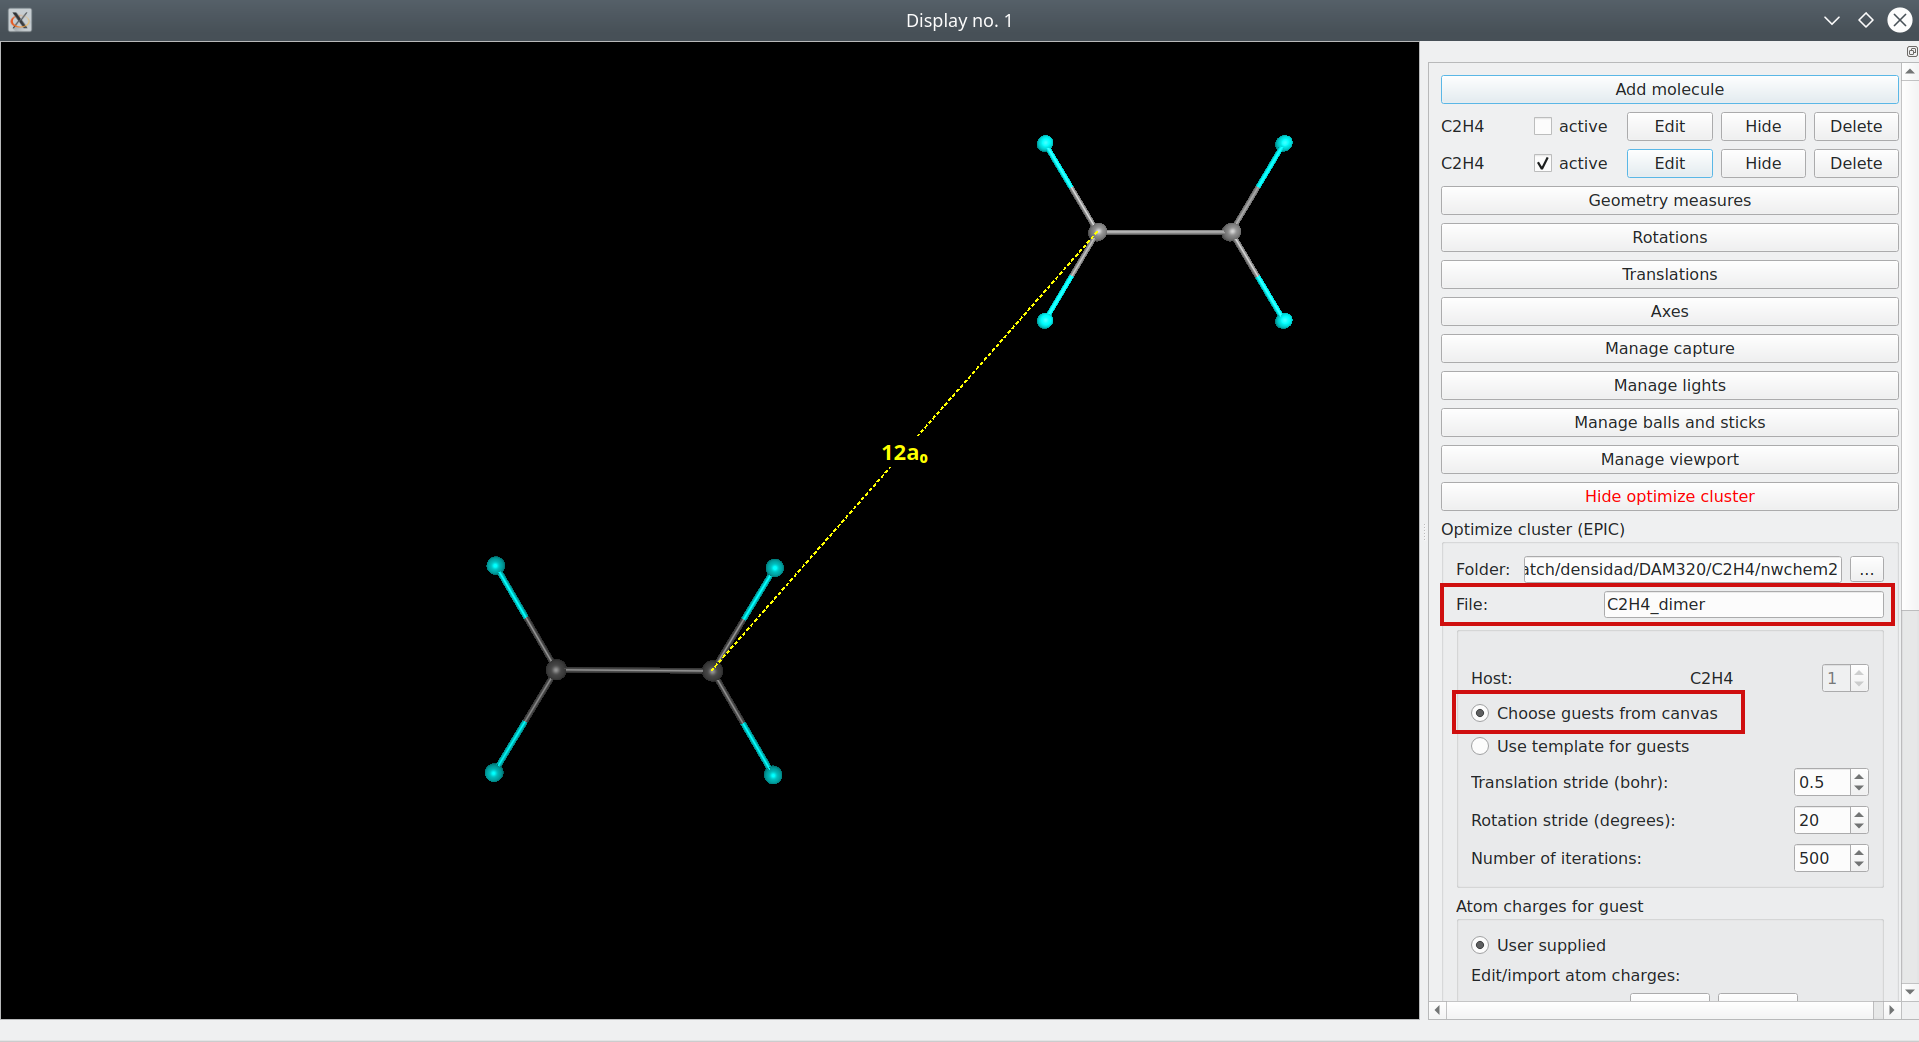 Display no. 1
12a₀
Add molecule
C2H4 active Edit Hide Delete
C2H4 active Edit Hide Delete
Geometry measures
Rotations
Translations
Axes
Manage capture
Manage lights
Manage balls and sticks
Manage viewport
Hide optimize cluster
Optimize cluster (EPIC)
Folder: atch/densidad/DAM320/C2H4/nwchem2 ...
File: C2H4_dimer
Host: C2H4 1
Choose guests from canvas
Use template for guests
Translation stride (bohr): 0.5
Rotation stride (degrees): 20
Number of iterations: 500
Atom charges for guest
User supplied
Edit/import atom charges: